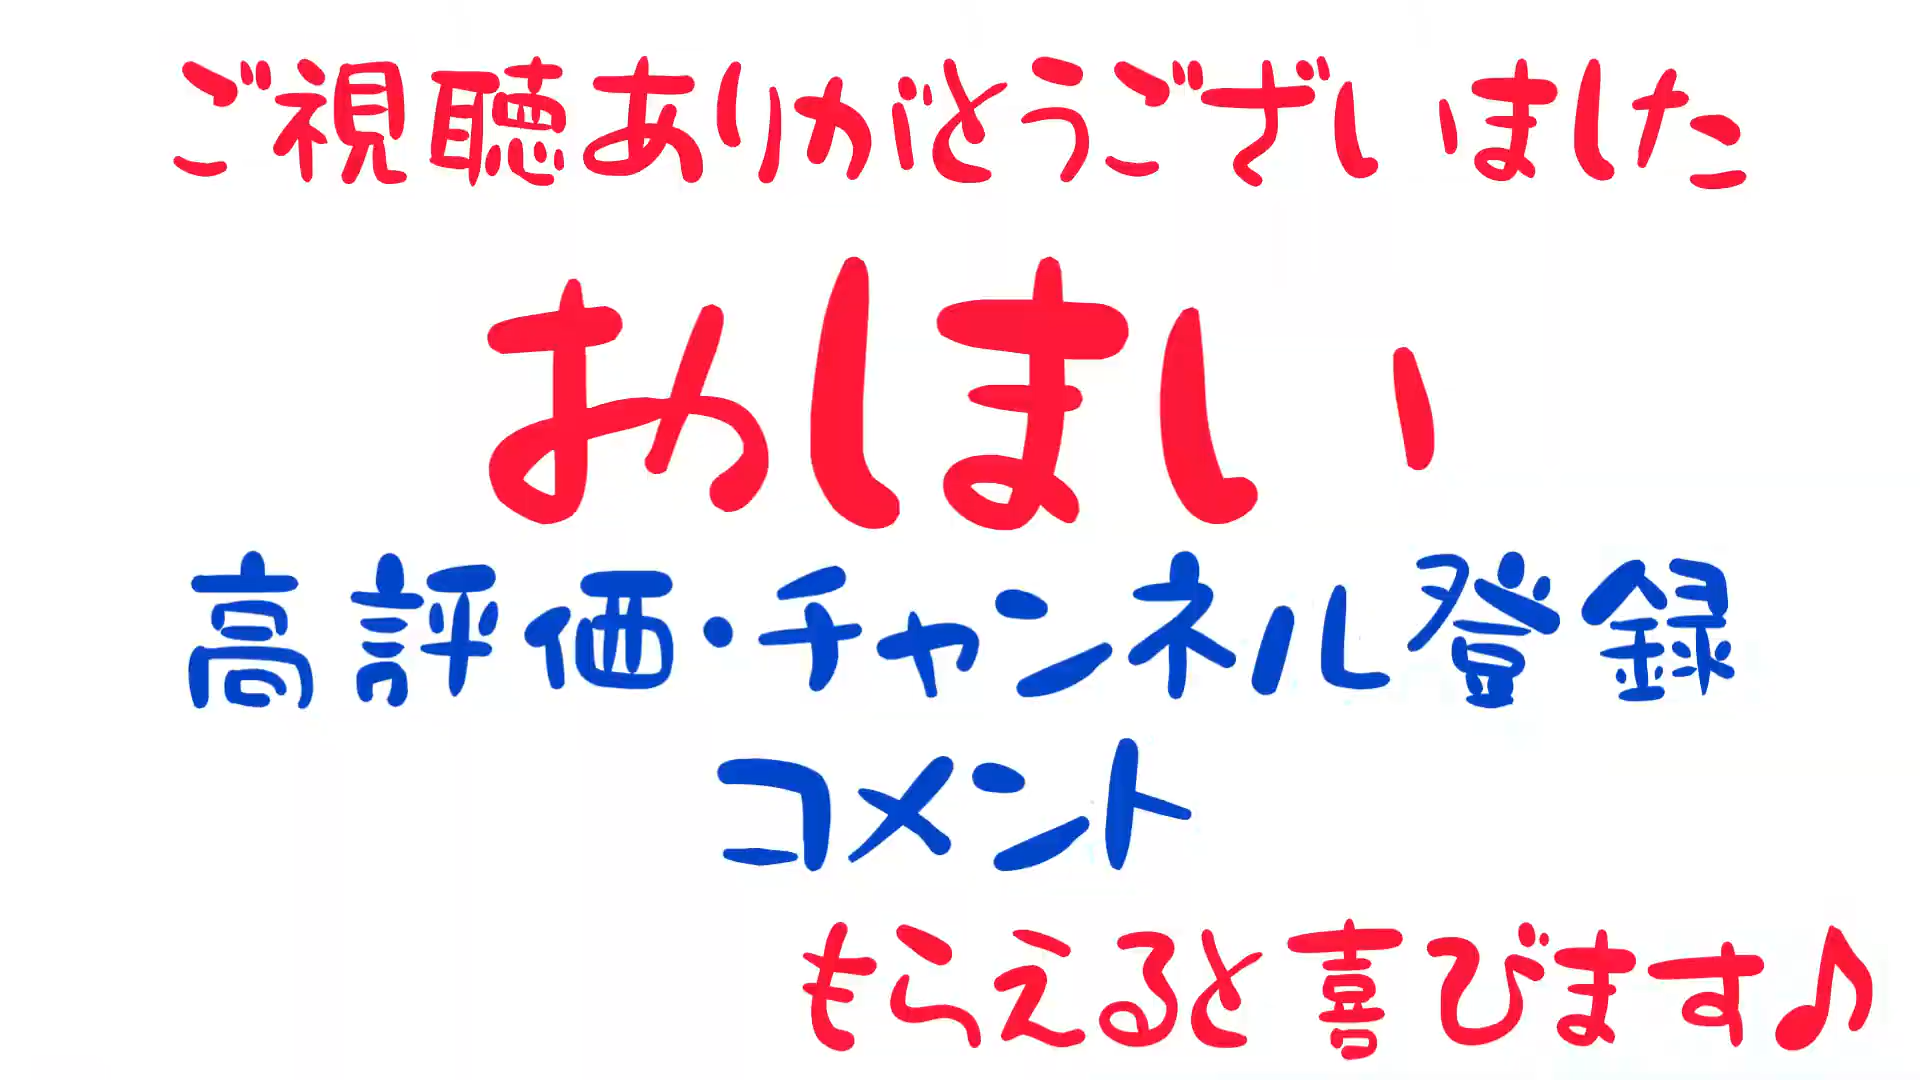 ご視聴ありがとうございました
おしまい
高評価・チャンネル登録
コメント
もらえると喜びます♪